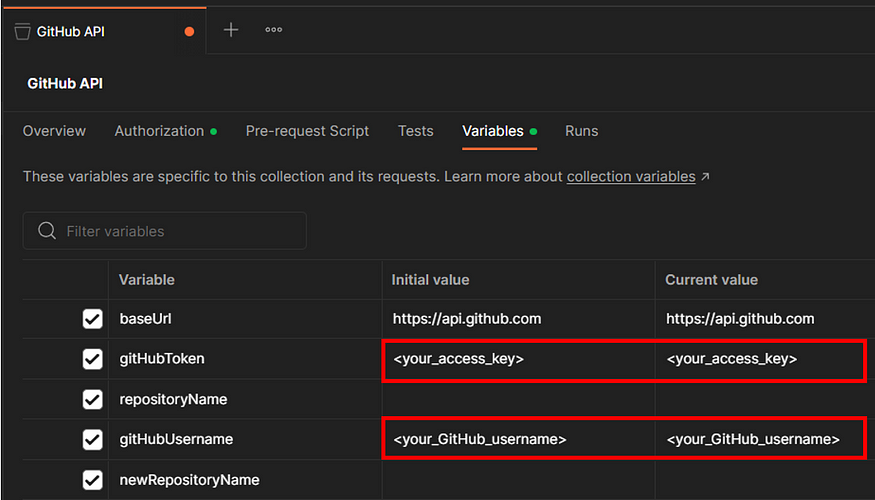 GitHub API
GitHub API
Overview Authorization Pre-request Script Tests Variables Runs
These variables are specific to this collection and its requests. Learn more about collection variables ↗
Filter variables
Variable Initial value Current value
baseUrl https://api.github.com https://api.github.com
gitHubToken <your_access_key> <your_access_key>
repositoryName
gitHubUsername <your_GitHub_username> <your_GitHub_username>
newRepositoryName